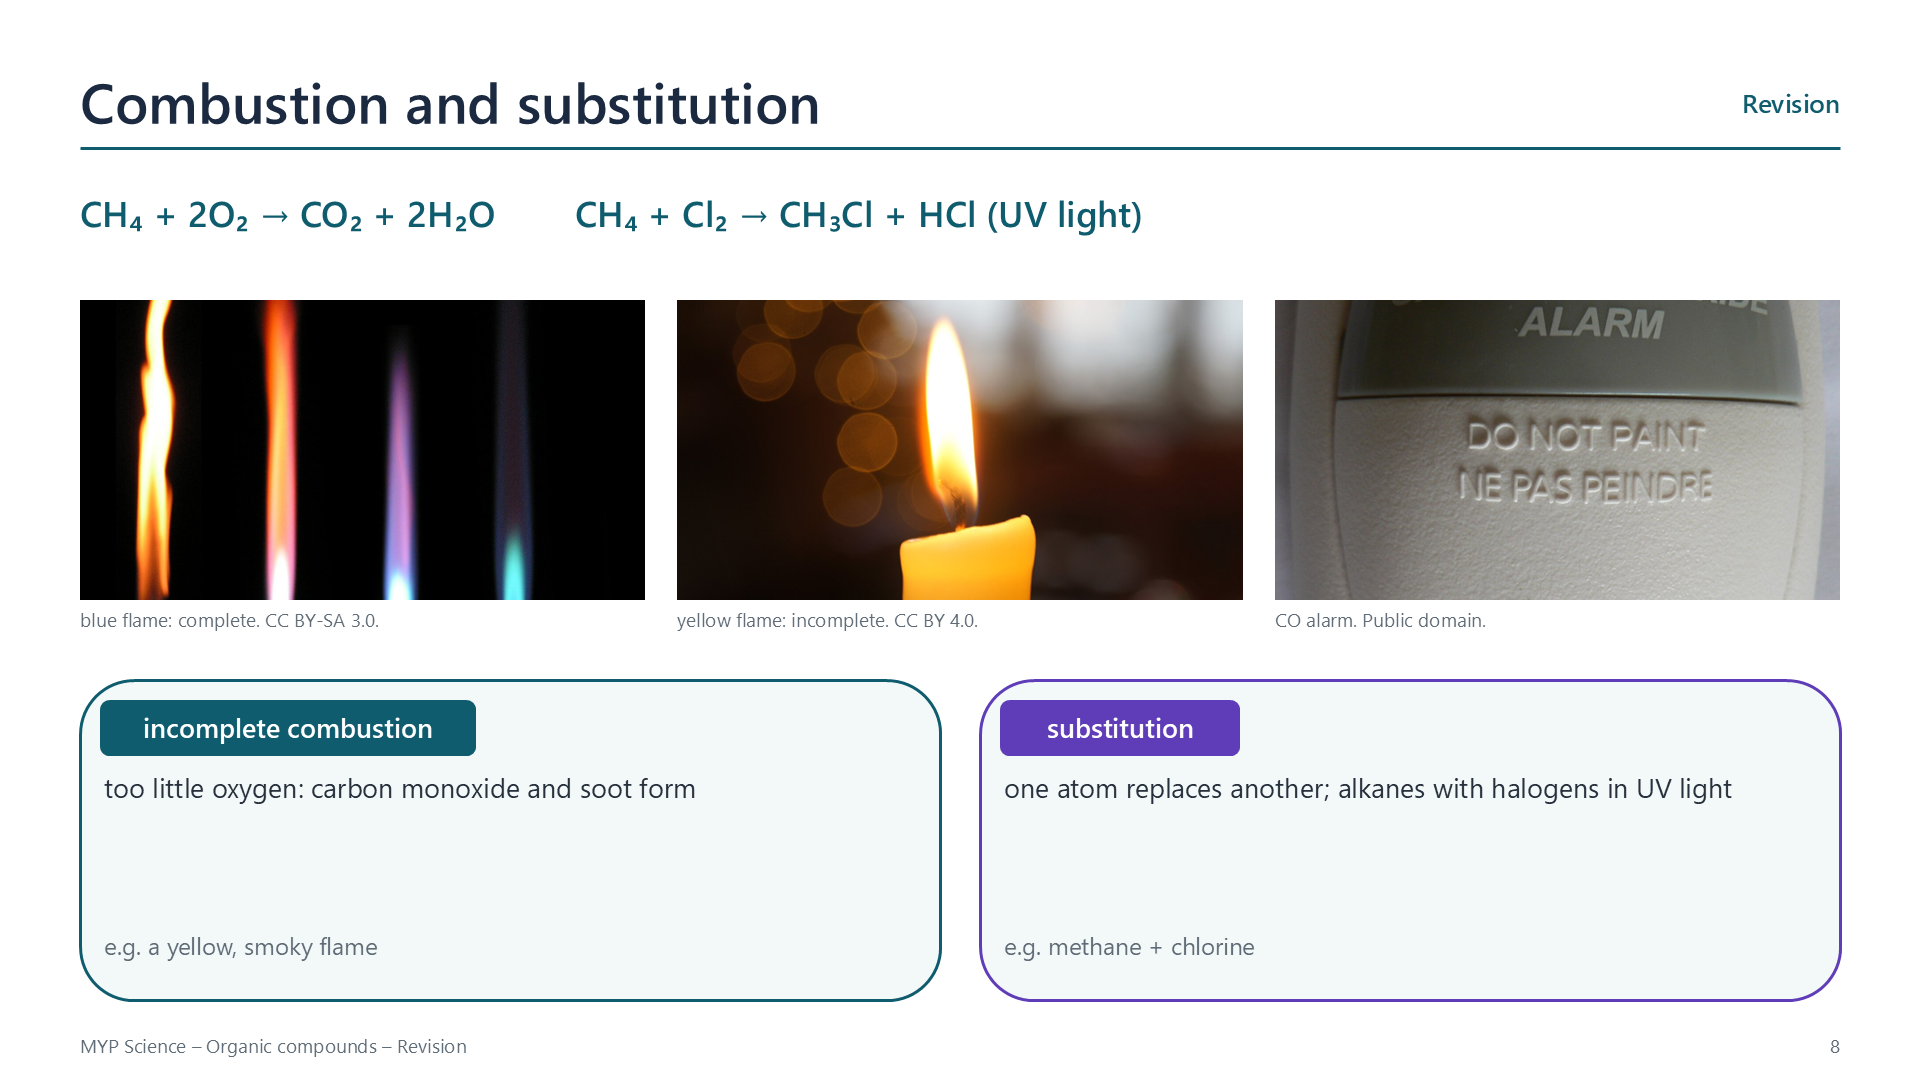 Combustion and substitution
Revision
CH₄ + 2O₂ → CO₂ + 2H₂O
CH₄ + Cl₂ → CH₃Cl + HCl (UV light)
ALARM
DO NOT PAINT
NE PAS PEINDRE
blue flame: complete. CC BY-SA 3.0.
yellow flame: incomplete. CC BY 4.0.
CO alarm. Public domain.
incomplete combustion
too little oxygen: carbon monoxide and soot form
e.g. a yellow, smoky flame
substitution
one atom replaces another; alkanes with halogens in UV light
e.g. methane + chlorine
MYP Science – Organic compounds – Revision
8